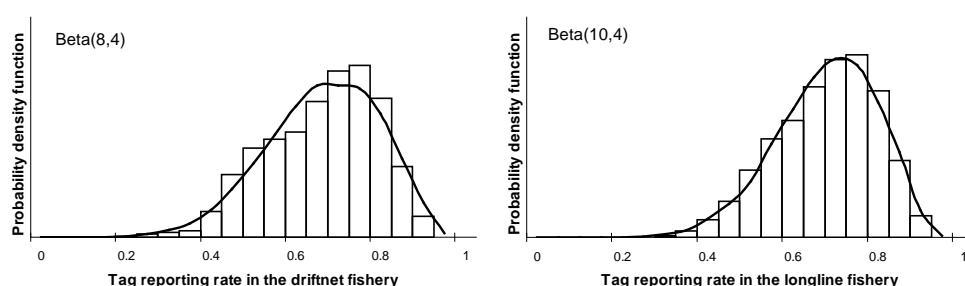 Probability density function
Beta(8,4)
0 0.2 0.4 0.6 0.8 1
Tag reporting rate in the driftnet fishery
Probability density function
Beta(10,4)
0 0.2 0.4 0.6 0.8 1
Tag reporting rate in the longline fishery